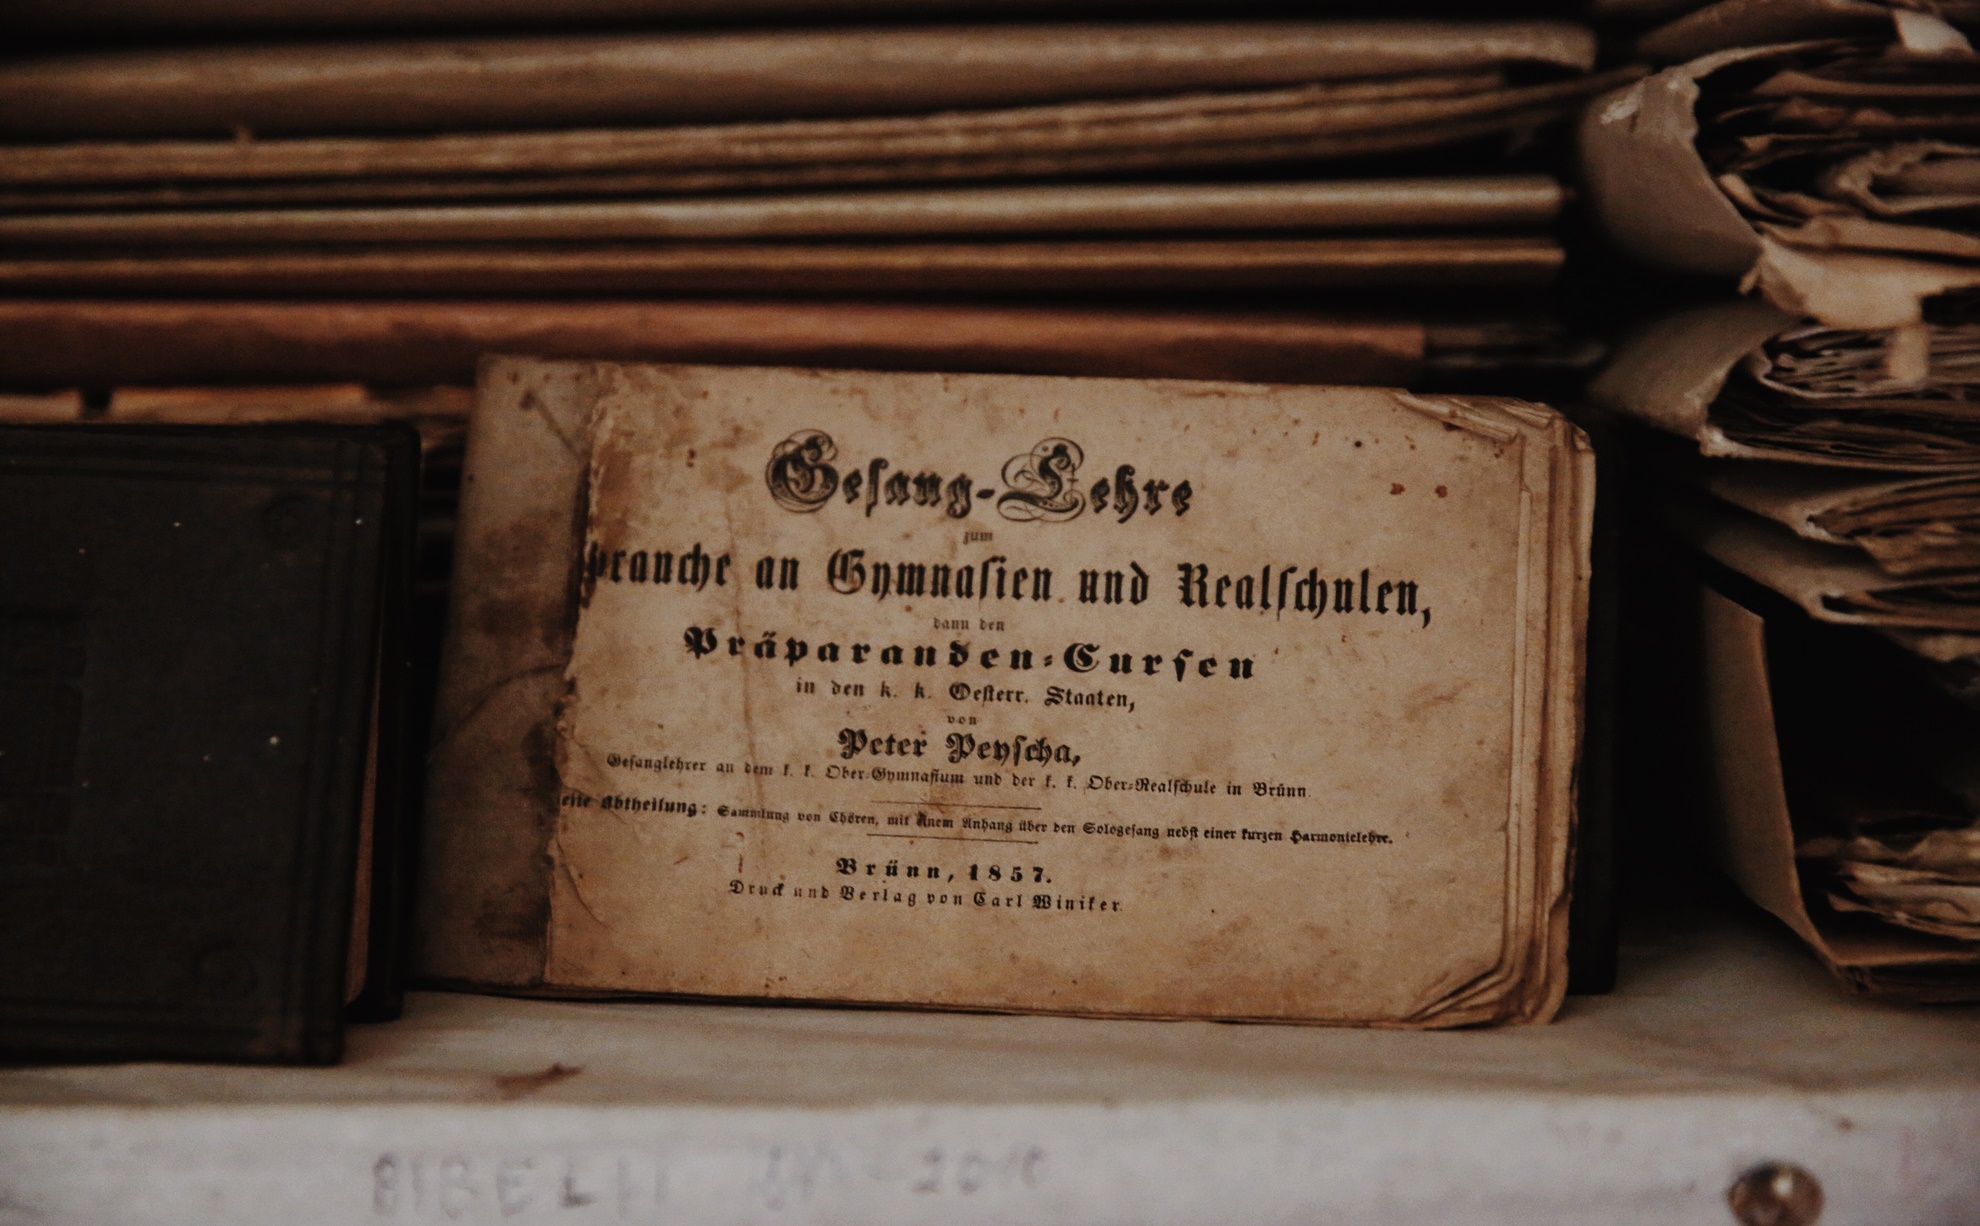 Gesang-Lehre
zum
brauche an Gymnasien und Realschulen,
dann den
Präparanden-Cursen
in den k. k. Oesterr. Staaten,
von
Peter Peyscha,
Gesanglehrer an dem k. k. Ober-Gymnasium und der k. k. Ober-Realschule in Brünn
Abtheilung: Sammlung von Chören, mit einem Anhang über den Sologesang nebst einer kurzen Harmonielehre.
Brünn, 1857.
Druck und Verlag von Carl Winiker